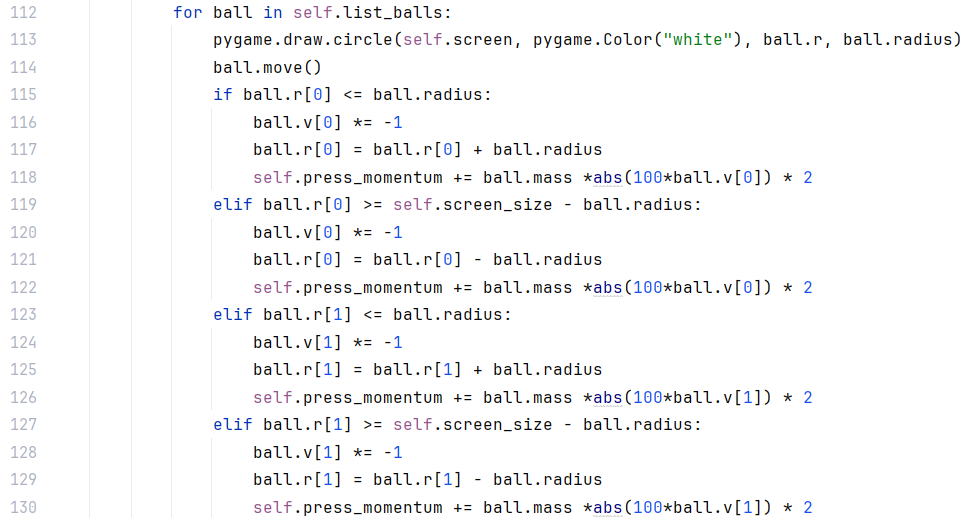 112 for ball in self.list_balls:
113 pygame.draw.circle(self.screen, pygame.Color("white"), ball.r, ball.radius)
114 ball.move()
115 if ball.r[0] <= ball.radius:
116 ball.v[0] *= -1
117 ball.r[0] = ball.r[0] + ball.radius
118 self.press_momentum += ball.mass *abs(100*ball.v[0]) * 2
119 elif ball.r[0] >= self.screen_size - ball.radius:
120 ball.v[0] *= -1
121 ball.r[0] = ball.r[0] - ball.radius
122 self.press_momentum += ball.mass *abs(100*ball.v[0]) * 2
123 elif ball.r[1] <= ball.radius:
124 ball.v[1] *= -1
125 ball.r[1] = ball.r[1] + ball.radius
126 self.press_momentum += ball.mass *abs(100*ball.v[1]) * 2
127 elif ball.r[1] >= self.screen_size - ball.radius:
128 ball.v[1] *= -1
129 ball.r[1] = ball.r[1] - ball.radius
130 self.press_momentum += ball.mass *abs(100*ball.v[1]) * 2